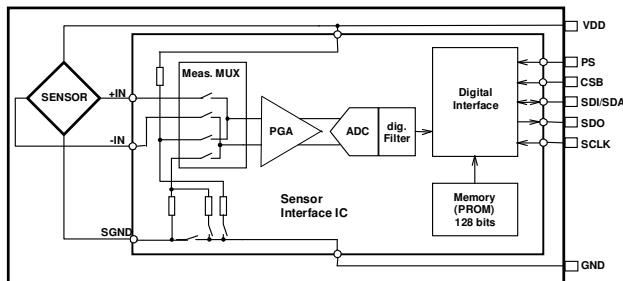 VDD
PS
CSB
SDI/SDA
SDO
SCLK
GND
SENSOR
+IN
-IN
SGND
Meas. MUX
PGA
ADC
dig.
Filter
Digital
Interface
Memory
(PROM)
128 bits
Sensor
Interface IC